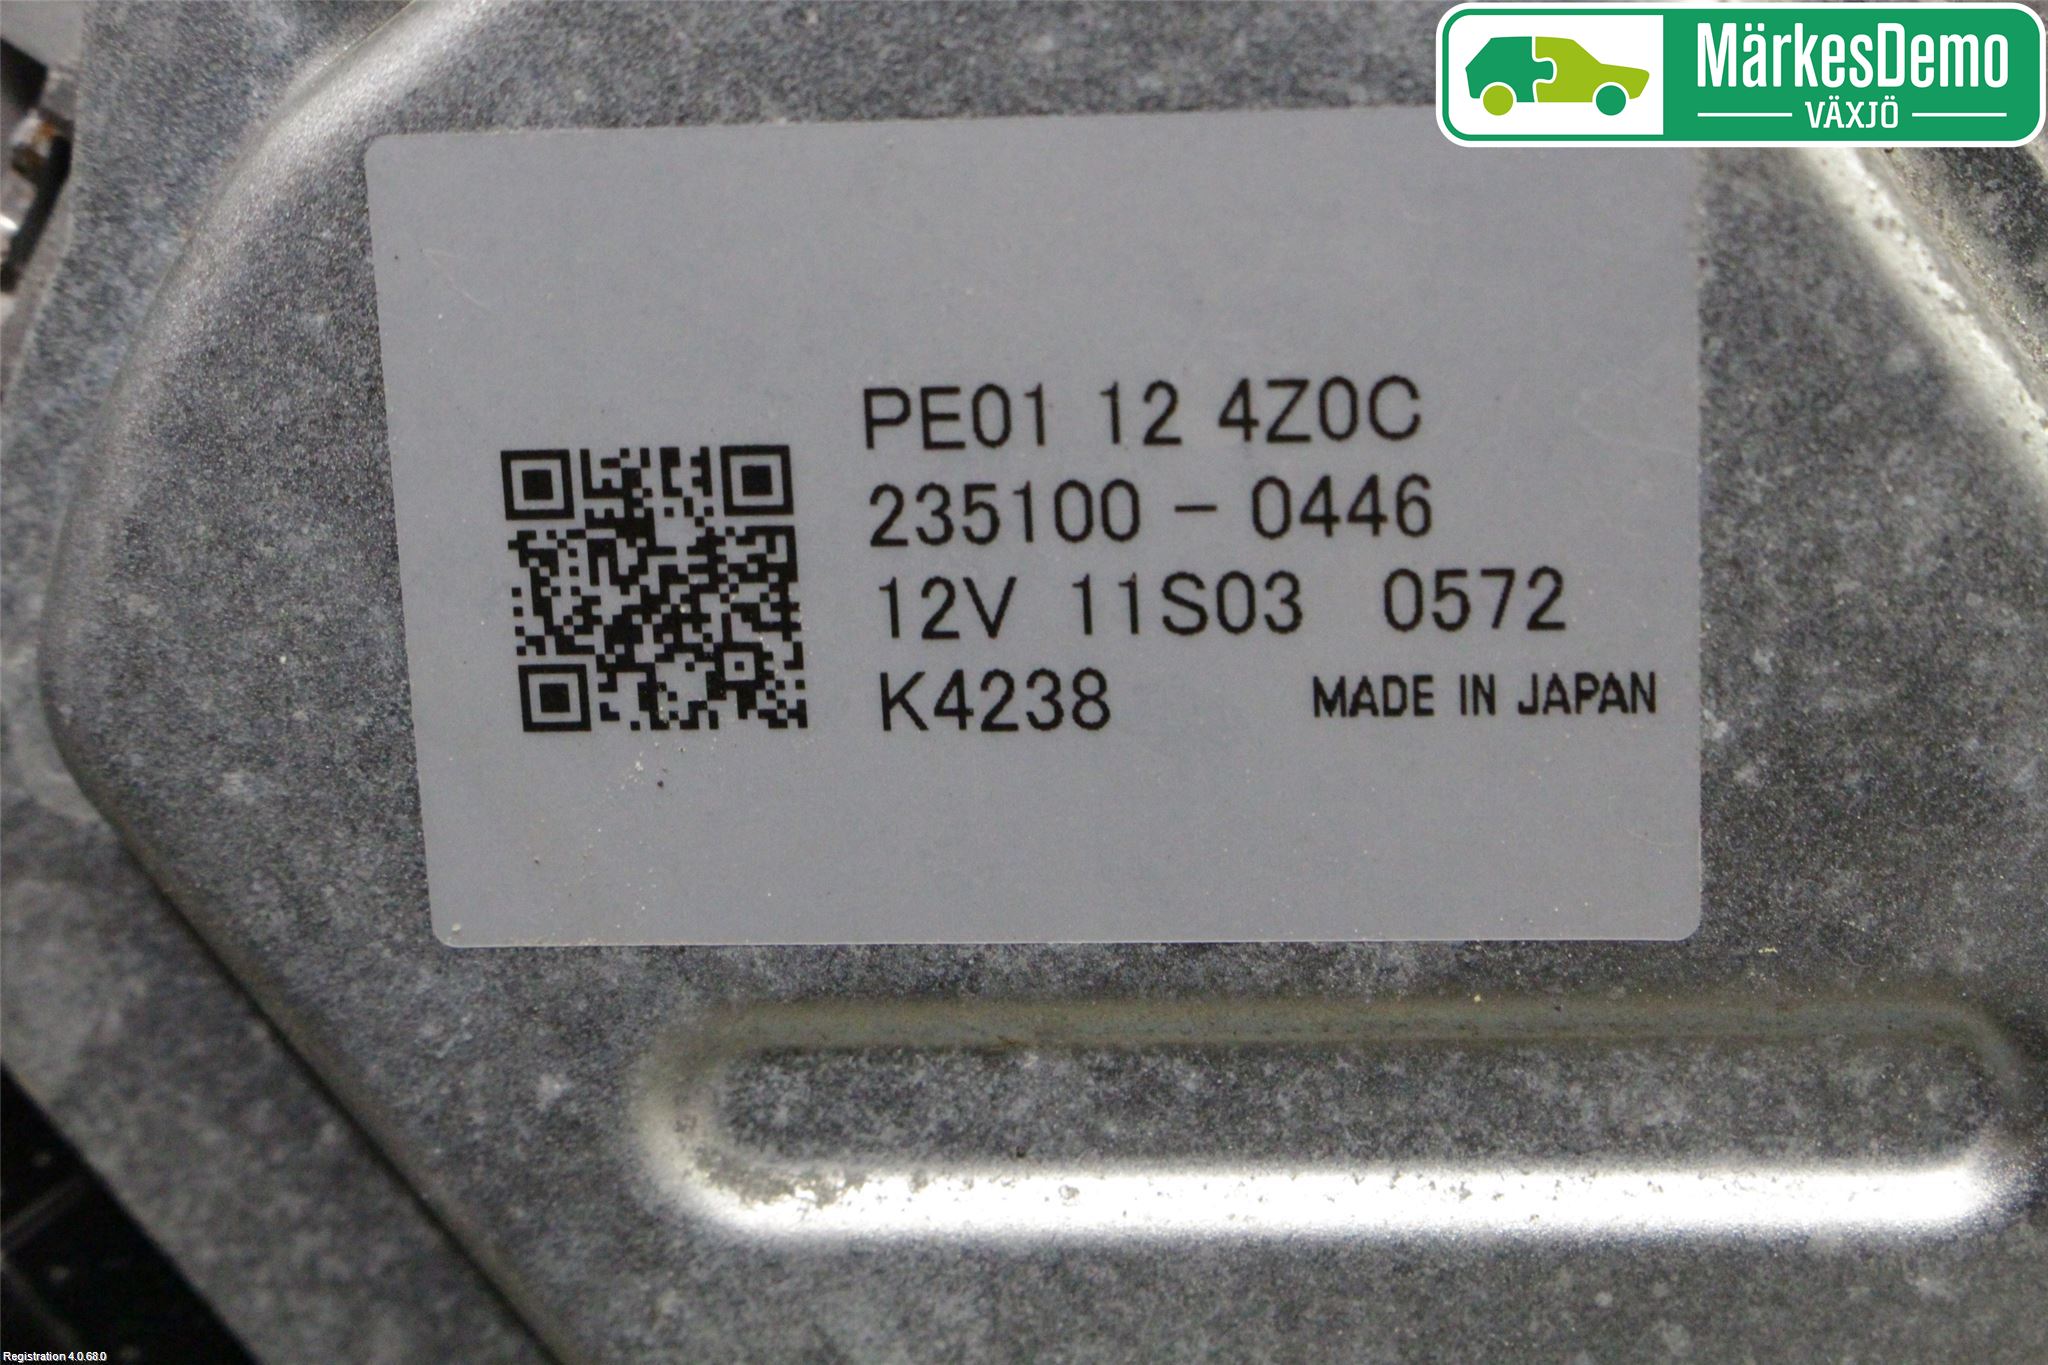 MärkesDemo
VÄXJÖ
PE01 12 4Z0C
235100 - 0446
12V 11S03 0572
K4238 MADE IN JAPAN
Registration 4.0.68.0